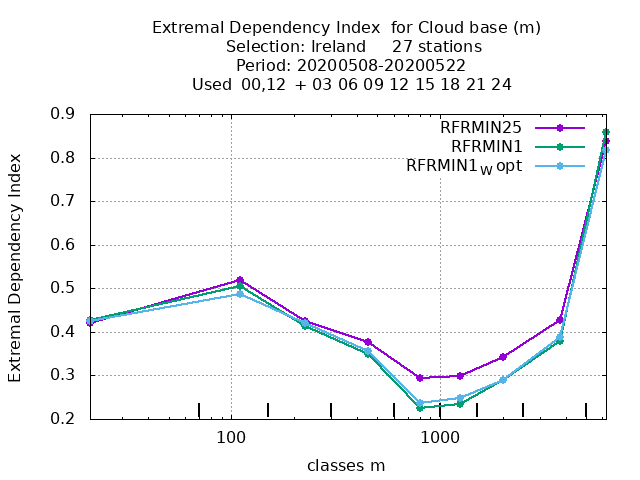 Extremal Dependency Index  for Cloud base (m)
Selection: Ireland     27 stations
Period: 20200508-20200522
Used  00,12  + 03 06 09 12 15 18 21 24
RFRMIN25
RFRMIN1
RFRMIN1W opt
Extremal Dependency Index
0.9
0.8
0.7
0.6
0.5
0.4
0.3
0.2
100 1000
classes m